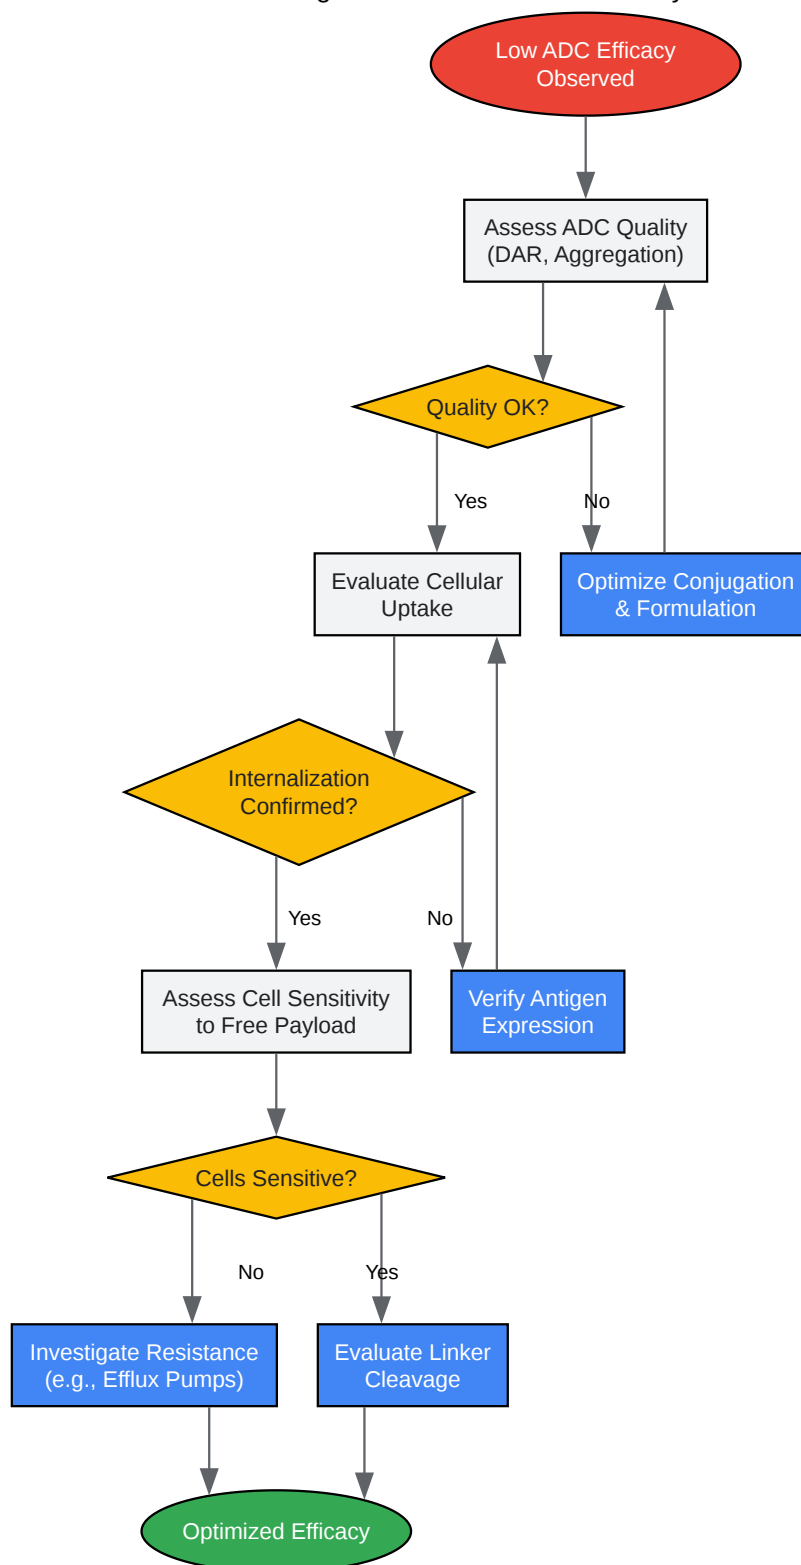 Low ADC Efficacy
Observed
Assess ADC Quality
(DAR, Aggregation)
Quality OK?
Yes
No
Evaluate Cellular
Uptake
Optimize Conjugation
& Formulation
Internalization
Confirmed?
Yes
No
Assess Cell Sensitivity
to Free Payload
Verify Antigen
Expression
Cells Sensitive?
No
Yes
Investigate Resistance
(e.g., Efflux Pumps)
Evaluate Linker
Cleavage
Optimized Efficacy